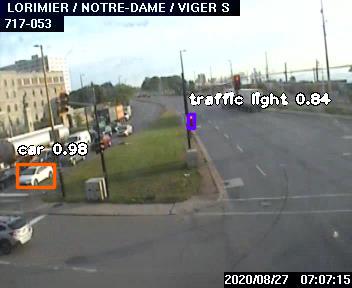 LORIMIER / NOTRE-DAME / VIGER S
717-053
traffic light 0.84
car 0.98
2020/08/27 07:07:15